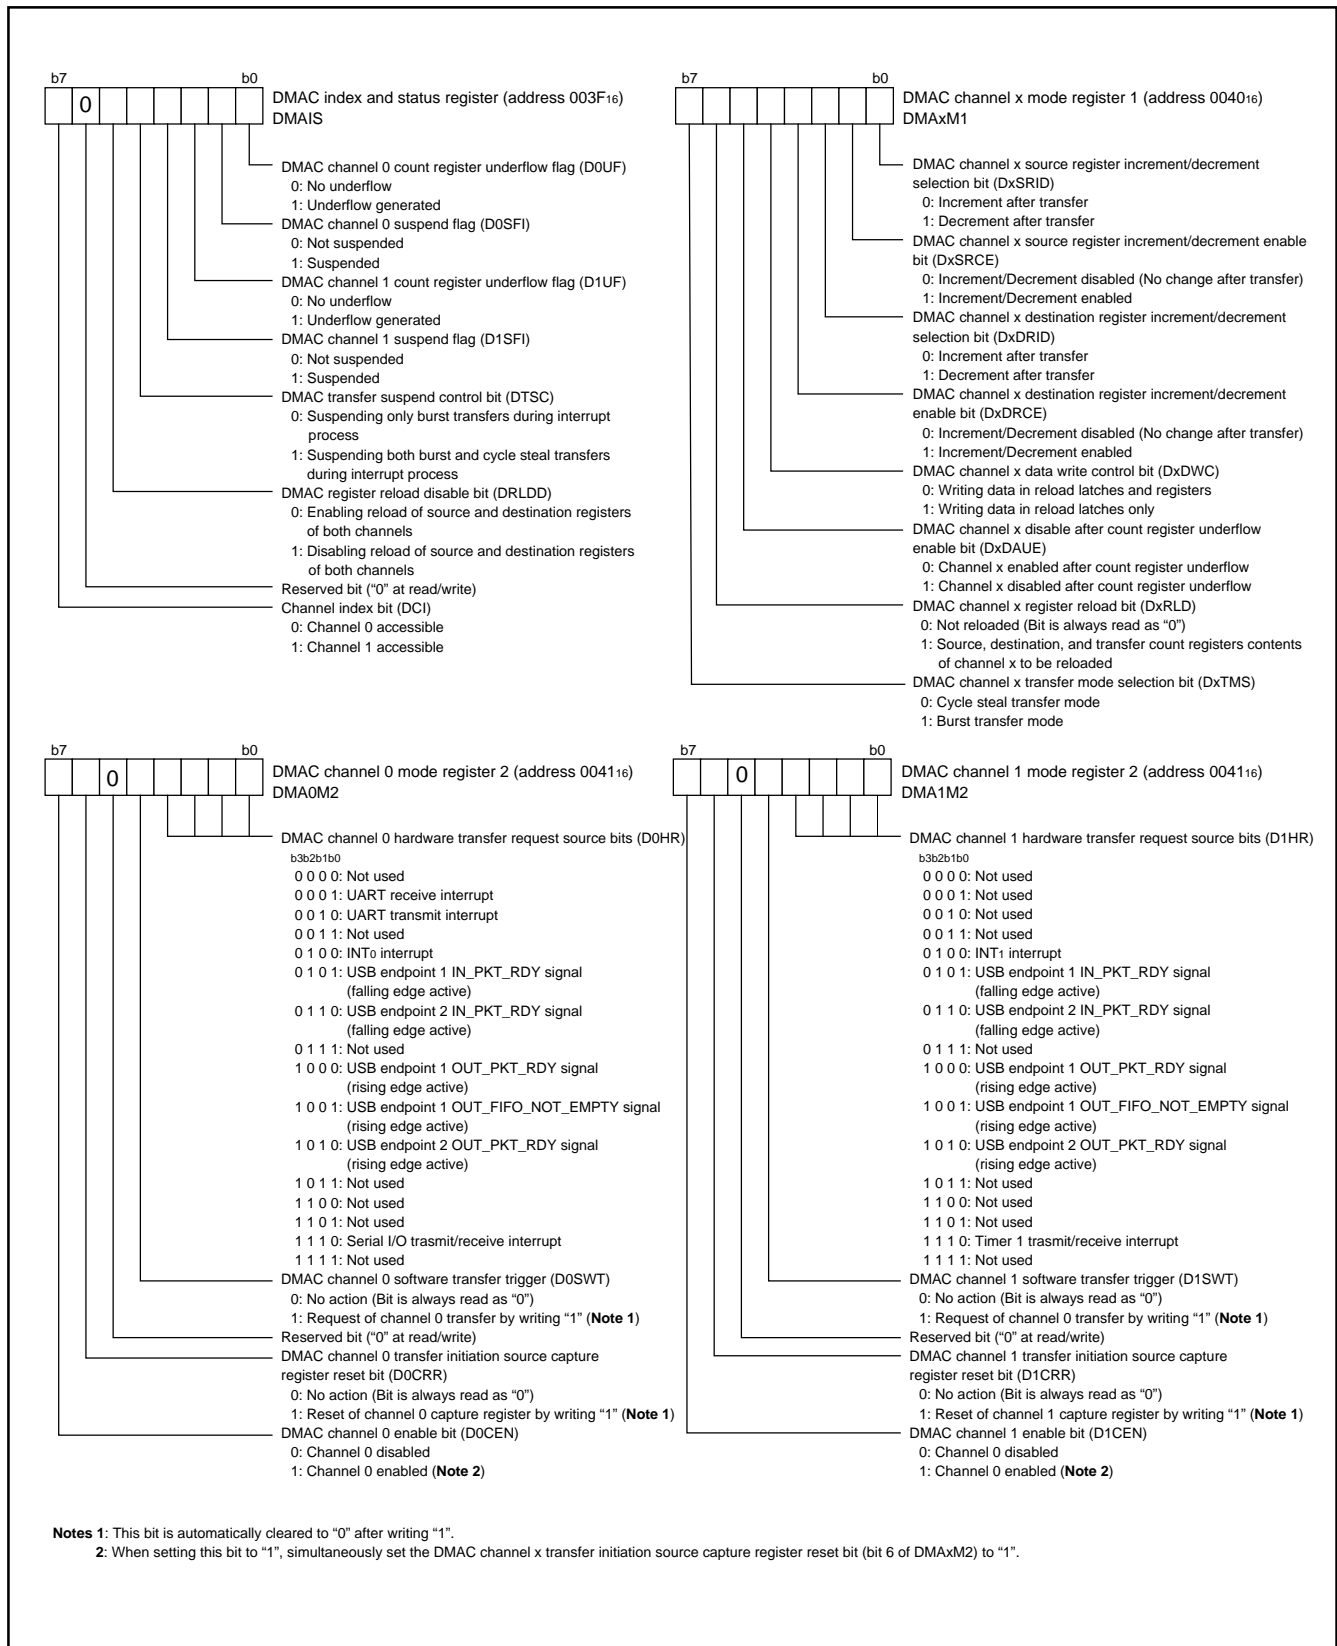 b7 b0
0
DMAC index and status register (address 003F16)
DMAIS
DMAC channel 0 count register underflow flag (D0UF)
0: No underflow
1: Underflow generated
DMAC channel 0 suspend flag (D0SFI)
0: Not suspended
1: Suspended
DMAC channel 1 count register underflow flag (D1UF)
0: No underflow
1: Underflow generated
DMAC channel 1 suspend flag (D1SFI)
0: Not suspended
1: Suspended
DMAC transfer suspend control bit (DTSC)
0: Suspending only burst transfers during interrupt
process
1: Suspending both burst and cycle steal transfers
during interrupt process
DMAC register reload disable bit (DRLDD)
0: Enabling reload of source and destination registers
of both channels
1: Disabling reload of source and destination registers
of both channels
Reserved bit (“0” at read/write)
Channel index bit (DCI)
0: Channel 0 accessible
1: Channel 1 accessible
b7 b0
DMAC channel x mode register 1 (address 004016)
DMAxM1
DMAC channel x source register increment/decrement
selection bit (DxSRID)
0: Increment after transfer
1: Decrement after transfer
DMAC channel x source register increment/decrement enable
bit (DxSRCE)
0: Increment/Decrement disabled (No change after transfer)
1: Increment/Decrement enabled
DMAC channel x destination register increment/decrement
selection bit (DxDRID)
0: Increment after transfer
1: Decrement after transfer
DMAC channel x destination register increment/decrement
enable bit (DxDRCE)
0: Increment/Decrement disabled (No change after transfer)
1: Increment/Decrement enabled
DMAC channel x data write control bit (DxDWC)
0: Writing data in reload latches and registers
1: Writing data in reload latches only
DMAC channel x disable after count register underflow
enable bit (DxDAUE)
0: Channel x enabled after count register underflow
1: Channel x disabled after count register underflow
DMAC channel x register reload bit (DxRLD)
0: Not reloaded (Bit is always read as “0”)
1: Source, destination, and transfer count registers contents
of channel x to be reloaded
DMAC channel x transfer mode selection bit (DxTMS)
0: Cycle steal transfer mode
1: Burst transfer mode
b7 b0
0
DMAC channel 0 mode register 2 (address 004116)
DMA0M2
DMAC channel 0 hardware transfer request source bits (D0HR)
b3b2b1b0
0 0 0 0: Not used
0 0 0 1: UART receive interrupt
0 0 1 0: UART transmit interrupt
0 0 1 1: Not used
0 1 0 0: INT0 interrupt
0 1 0 1: USB endpoint 1 IN_PKT_RDY signal
(falling edge active)
0 1 1 0: USB endpoint 2 IN_PKT_RDY signal
(falling edge active)
0 1 1 1: Not used
1 0 0 0: USB endpoint 1 OUT_PKT_RDY signal
(rising edge active)
1 0 0 1: USB endpoint 1 OUT_FIFO_NOT_EMPTY signal
(rising edge active)
1 0 1 0: USB endpoint 2 OUT_PKT_RDY signal
(rising edge active)
1 0 1 1: Not used
1 1 0 0: Not used
1 1 0 1: Not used
1 1 1 0: Serial I/O trasmit/receive interrupt
1 1 1 1: Not used
DMAC channel 0 software transfer trigger (D0SWT)
0: No action (Bit is always read as “0”)
1: Request of channel 0 transfer by writing “1” (Note 1)
Reserved bit (“0” at read/write)
DMAC channel 0 transfer initiation source capture
register reset bit (D0CRR)
0: No action (Bit is always read as “0”)
1: Reset of channel 0 capture register by writing “1” (Note 1)
DMAC channel 0 enable bit (D0CEN)
0: Channel 0 disabled
1: Channel 0 enabled (Note 2)
b7 b0
0
DMAC channel 1 mode register 2 (address 004116)
DMA1M2
DMAC channel 1 hardware transfer request source bits (D1HR)
b3b2b1b0
0 0 0 0: Not used
0 0 0 1: Not used
0 0 1 0: Not used
0 0 1 1: Not used
0 1 0 0: INT1 interrupt
0 1 0 1: USB endpoint 1 IN_PKT_RDY signal
(falling edge active)
0 1 1 0: USB endpoint 2 IN_PKT_RDY signal
(falling edge active)
0 1 1 1: Not used
1 0 0 0: USB endpoint 1 OUT_PKT_RDY signal
(rising edge active)
1 0 0 1: USB endpoint 1 OUT_FIFO_NOT_EMPTY signal
(rising edge active)
1 0 1 0: USB endpoint 2 OUT_PKT_RDY signal
(rising edge active)
1 0 1 1: Not used
1 1 0 0: Not used
1 1 0 1: Not used
1 1 1 0: Timer 1 trasmit/receive interrupt
1 1 1 1: Not used
DMAC channel 1 software transfer trigger (D1SWT)
0: No action (Bit is always read as “0”)
1: Request of channel 0 transfer by writing “1” (Note 1)
Reserved bit (“0” at read/write)
DMAC channel 1 transfer initiation source capture
register reset bit (D1CRR)
0: No action (Bit is always read as “0”)
1: Reset of channel 1 capture register by writing “1” (Note 1)
DMAC channel 1 enable bit (D1CEN)
0: Channel 0 disabled
1: Channel 0 enabled (Note 2)
Notes 1: This bit is automatically cleared to “0” after writing “1”.
2: When setting this bit to “1”, simultaneously set the DMAC channel x transfer initiation source capture register reset bit (bit 6 of DMAxM2) to “1”.